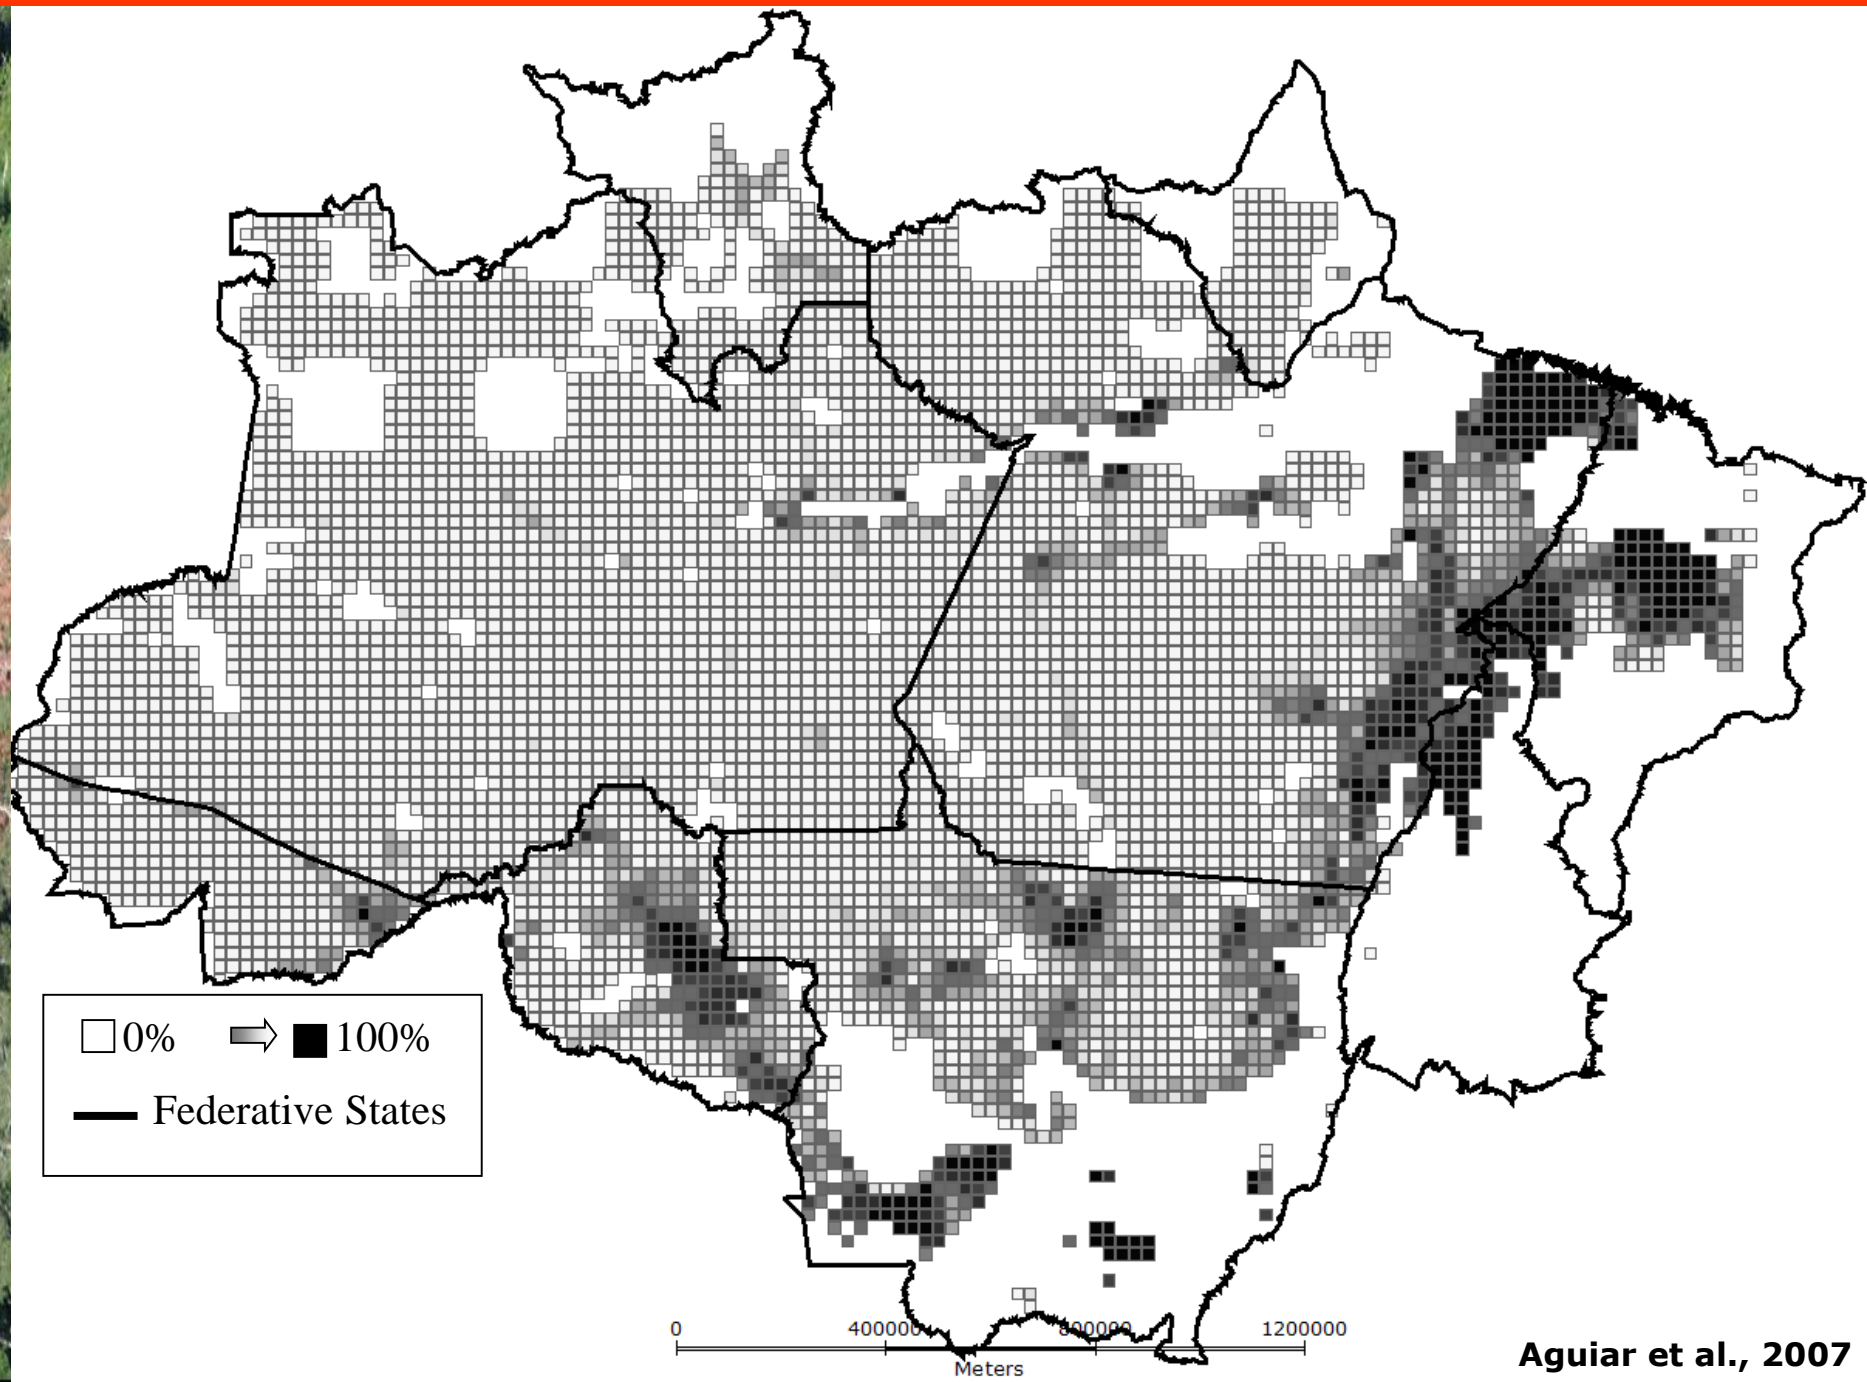 0% 100%
Federative States
0 400000 800000 1200000
Meters
Aguiar et al., 2007